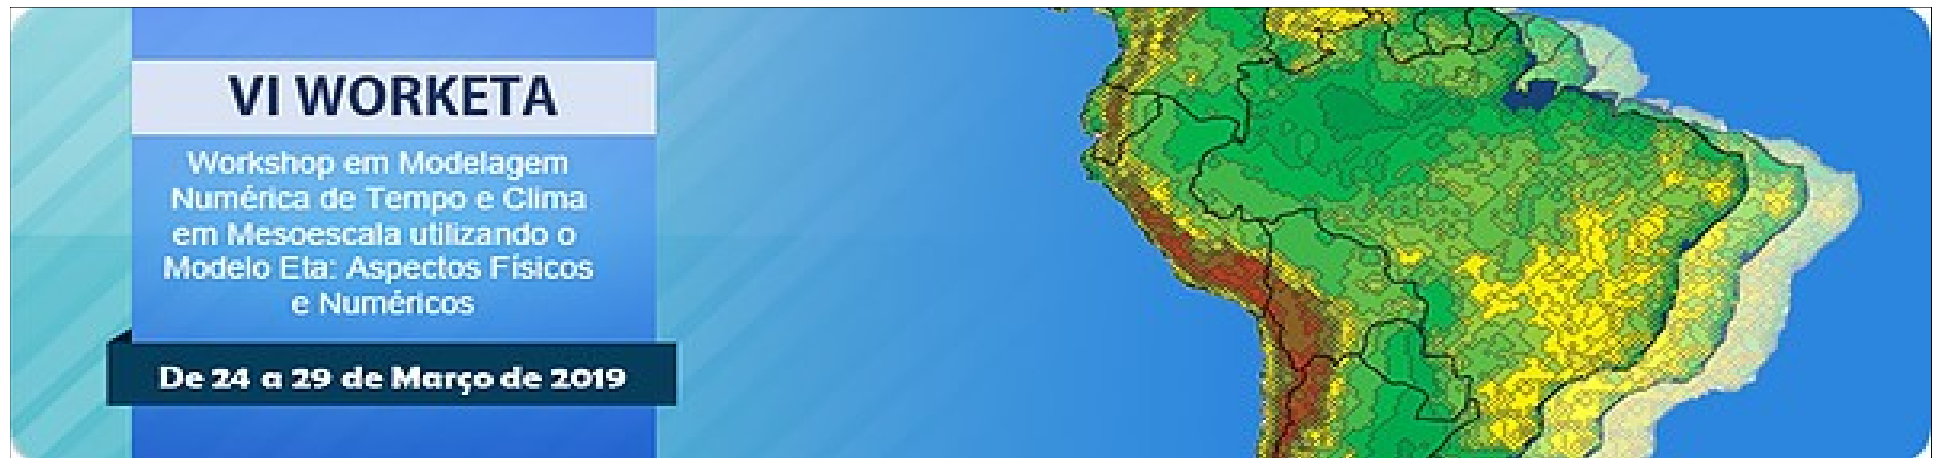 VI WORKETA
Workshop em Modelagem
Numérica de Tempo e Clima
em Mesoescala utilizando o
Modelo Eta: Aspectos Físicos
e Numéricos
De 24 a 29 de Março de 2019